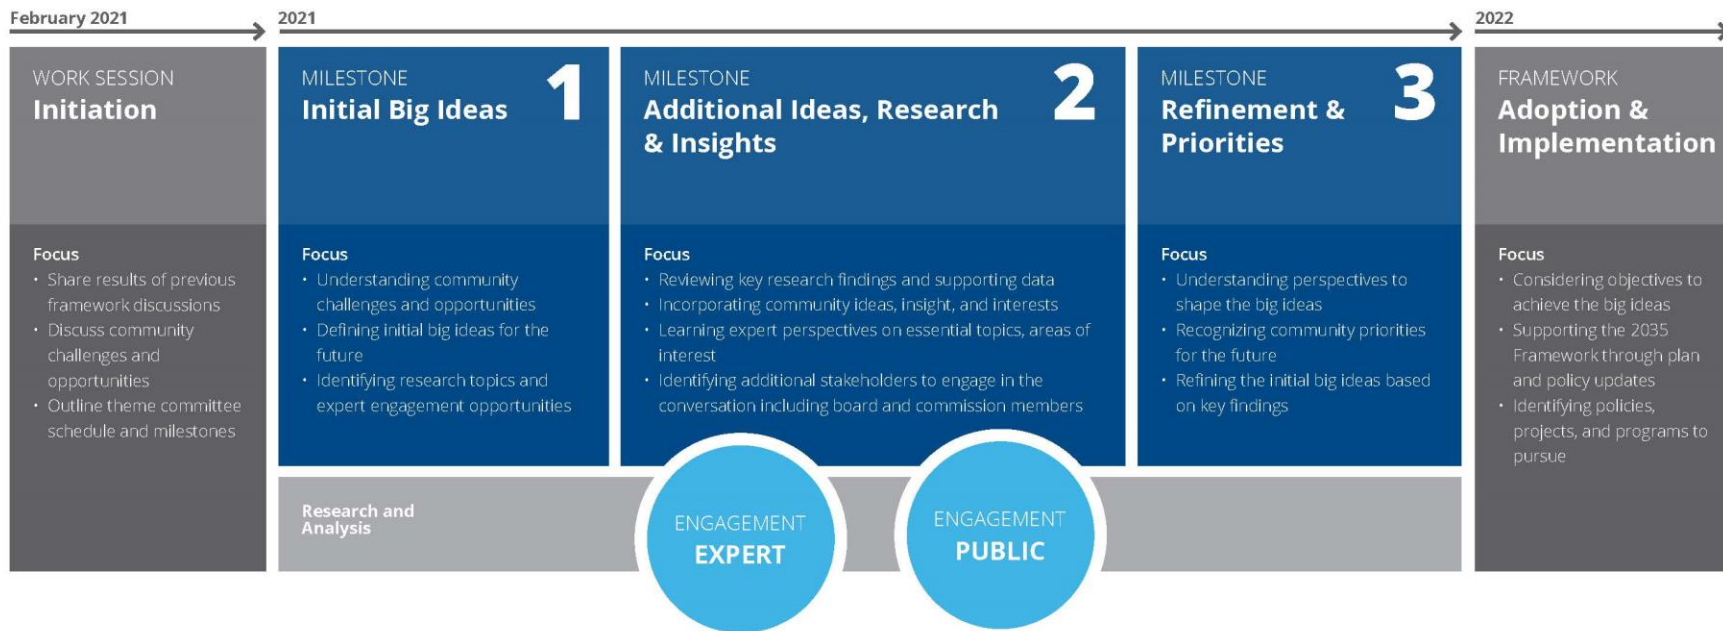 February 2021
2021
2022
WORK SESSION
Initiation
Focus
• Share results of previous
framework discussions
• Discuss community
challenges and
opportunities
• Outline theme committee
schedule and milestones
MILESTONE
Initial Big Ideas
1
Focus
• Understanding community
challenges and opportunities
• Defining initial big ideas for the
future
• Identifying research topics and
expert engagement opportunities
MILESTONE
Additional Ideas, Research
& Insights
2
Focus
• Reviewing key research findings and supporting data
• Incorporating community ideas, insight, and interests
• Learning expert perspectives on essential topics, areas of
interest
• Identifying additional stakeholders to engage in the
conversation including board and commission members
MILESTONE
Refinement &
Priorities
3
Focus
• Understanding perspectives to
shape the big ideas
• Recognizing community priorities
for the future
• Refining the initial big ideas based
on key findings
FRAMEWORK
Adoption &
Implementation
Focus
• Considering objectives to
achieve the big ideas
• Supporting the 2035
Framework through plan
and policy updates
• Identifying policies,
projects, and programs to
pursue
Research and
Analysis
ENGAGEMENT
EXPERT
ENGAGEMENT
PUBLIC